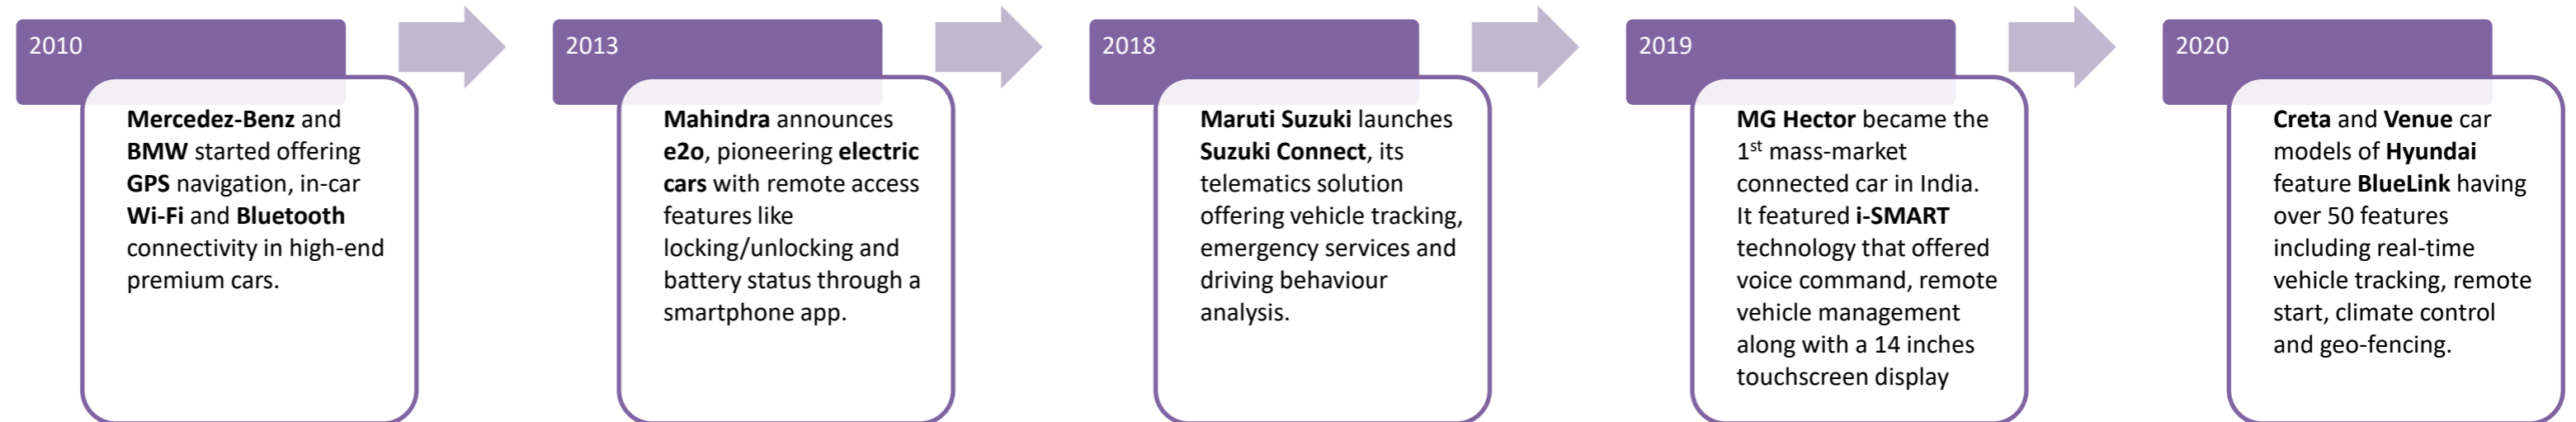 2010
Mercedez-Benz and
BMW started offering
GPS navigation, in-car
Wi-Fi and Bluetooth
connectivity in high-end
premium cars.
2013
Mahindra announces
e2o, pioneering electric
cars with remote access
features like
locking/unlocking and
battery status through a
smartphone app.
2018
Maruti Suzuki launches
Suzuki Connect, its
telematics solution
offering vehicle tracking,
emergency services and
driving behaviour
analysis.
2019
MG Hector became the
1st mass-market
connected car in India.
It featured i-SMART
technology that offered
voice command, remote
vehicle management
along with a 14 inches
touchscreen display
2020
Creta and Venue car
models of Hyundai
feature BlueLink having
over 50 features
including real-time
vehicle tracking, remote
start, climate control
and geo-fencing.